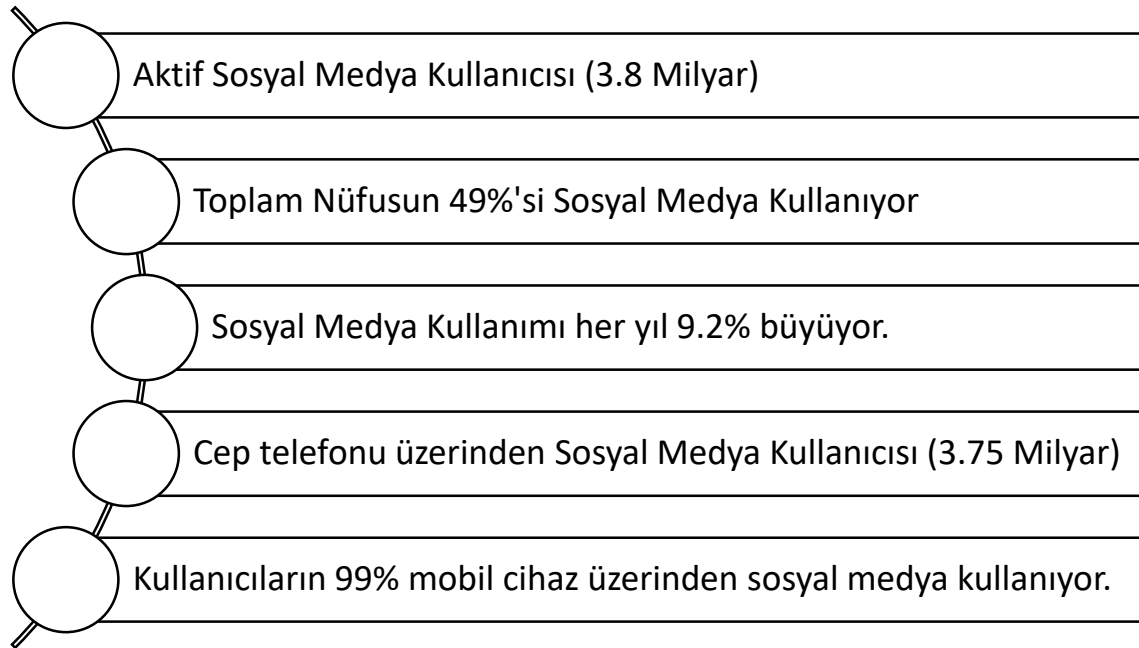 Aktif Sosyal Medya Kullanıcısı (3.8 Milyar)
Toplam Nüfusun 49%'si Sosyal Medya Kullanıyor
Sosyal Medya Kullanımı her yıl 9.2% büyüyor.
Cep telefonu üzerinden Sosyal Medya Kullanıcısı (3.75 Milyar)
Kullanıcıların 99% mobil cihaz üzerinden sosyal medya kullanıyor.